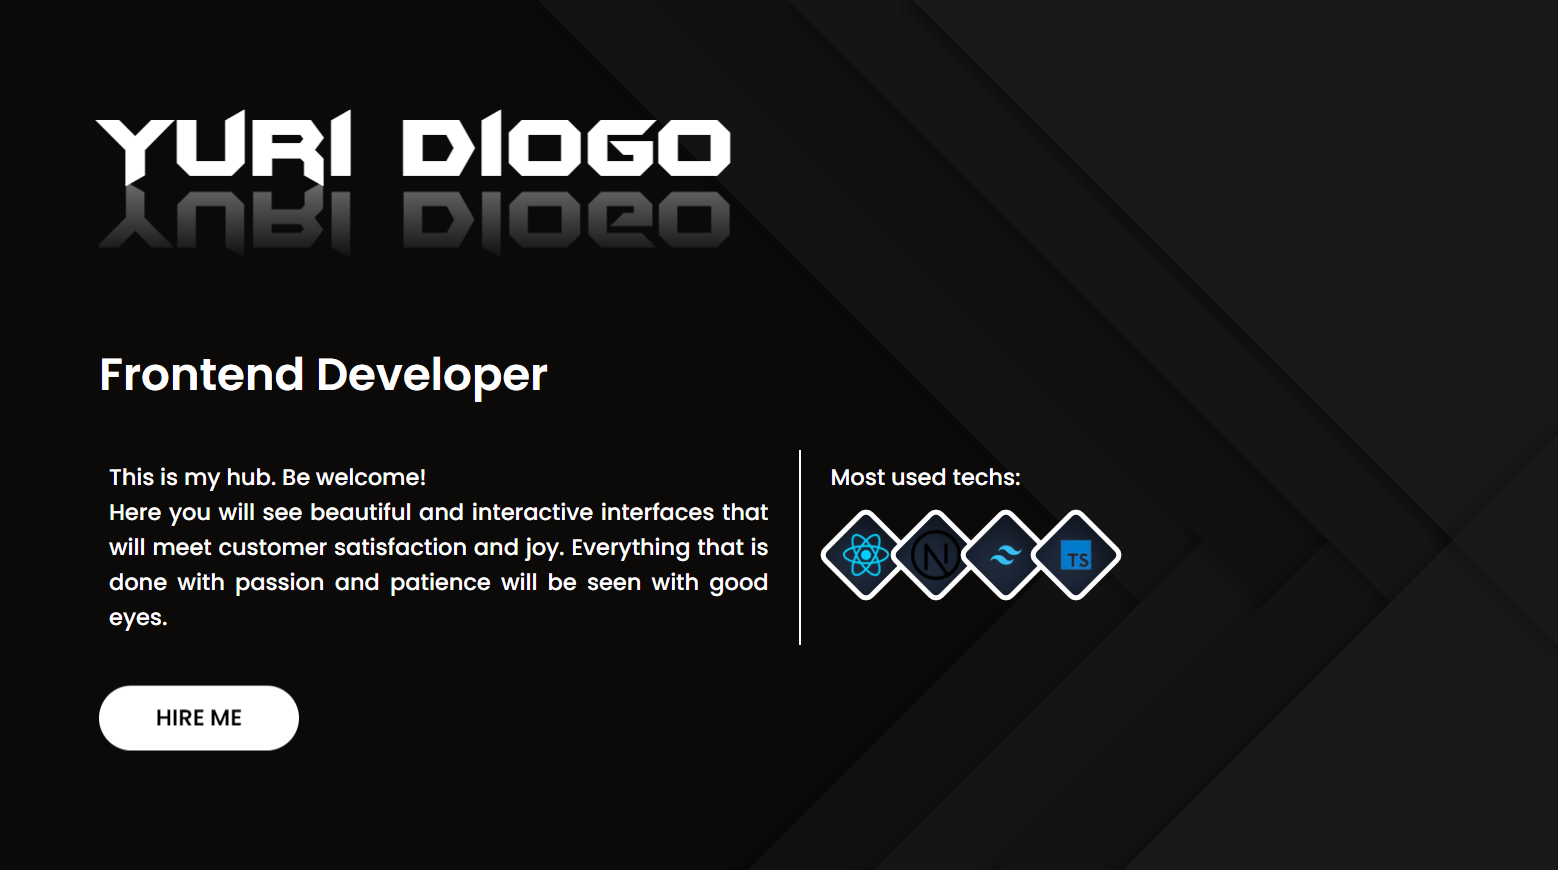 YURI DIOGO
Frontend Developer
This is my hub. Be welcome!
Here you will see beautiful and interactive interfaces that
will meet customer satisfaction and joy. Everything that is
done with passion and patience will be seen with good
eyes.
Most used techs:
N
TS
HIRE ME